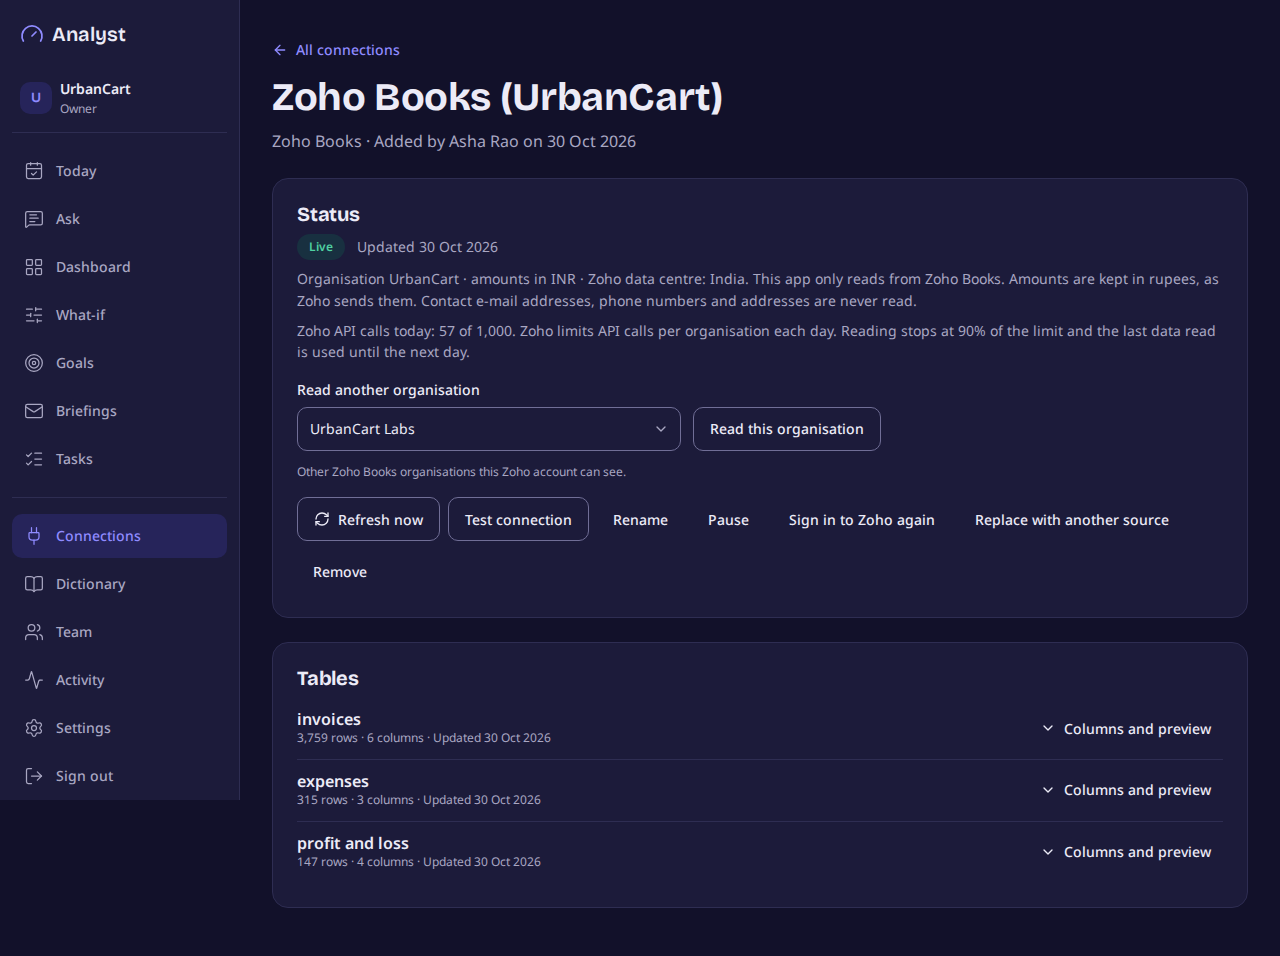 Analyst
U
UrbanCart
Owner
Today
Ask
Dashboard
What-if
Goals
Briefings
Tasks
Connections
Dictionary
Team
Activity
Settings
Sign out
All connections
Zoho Books (UrbanCart)
Zoho Books · Added by Asha Rao on 30 Oct 2026
Status
Live Updated 30 Oct 2026
Organisation UrbanCart · amounts in INR · Zoho data centre: India. This app only reads from Zoho Books. Amounts are kept in rupees, as
Zoho sends them. Contact e-mail addresses, phone numbers and addresses are never read.
Zoho API calls today: 57 of 1,000. Zoho limits API calls per organisation each day. Reading stops at 90% of the limit and the last data read
is used until the next day.
Read another organisation
UrbanCart Labs Read this organisation
Other Zoho Books organisations this Zoho account can see.
Refresh now Test connection Rename Pause Sign in to Zoho again Replace with another source
Remove
Tables
invoices
3,759 rows · 6 columns · Updated 30 Oct 2026
Columns and preview
expenses
315 rows · 3 columns · Updated 30 Oct 2026
Columns and preview
profit and loss
147 rows · 4 columns · Updated 30 Oct 2026
Columns and preview